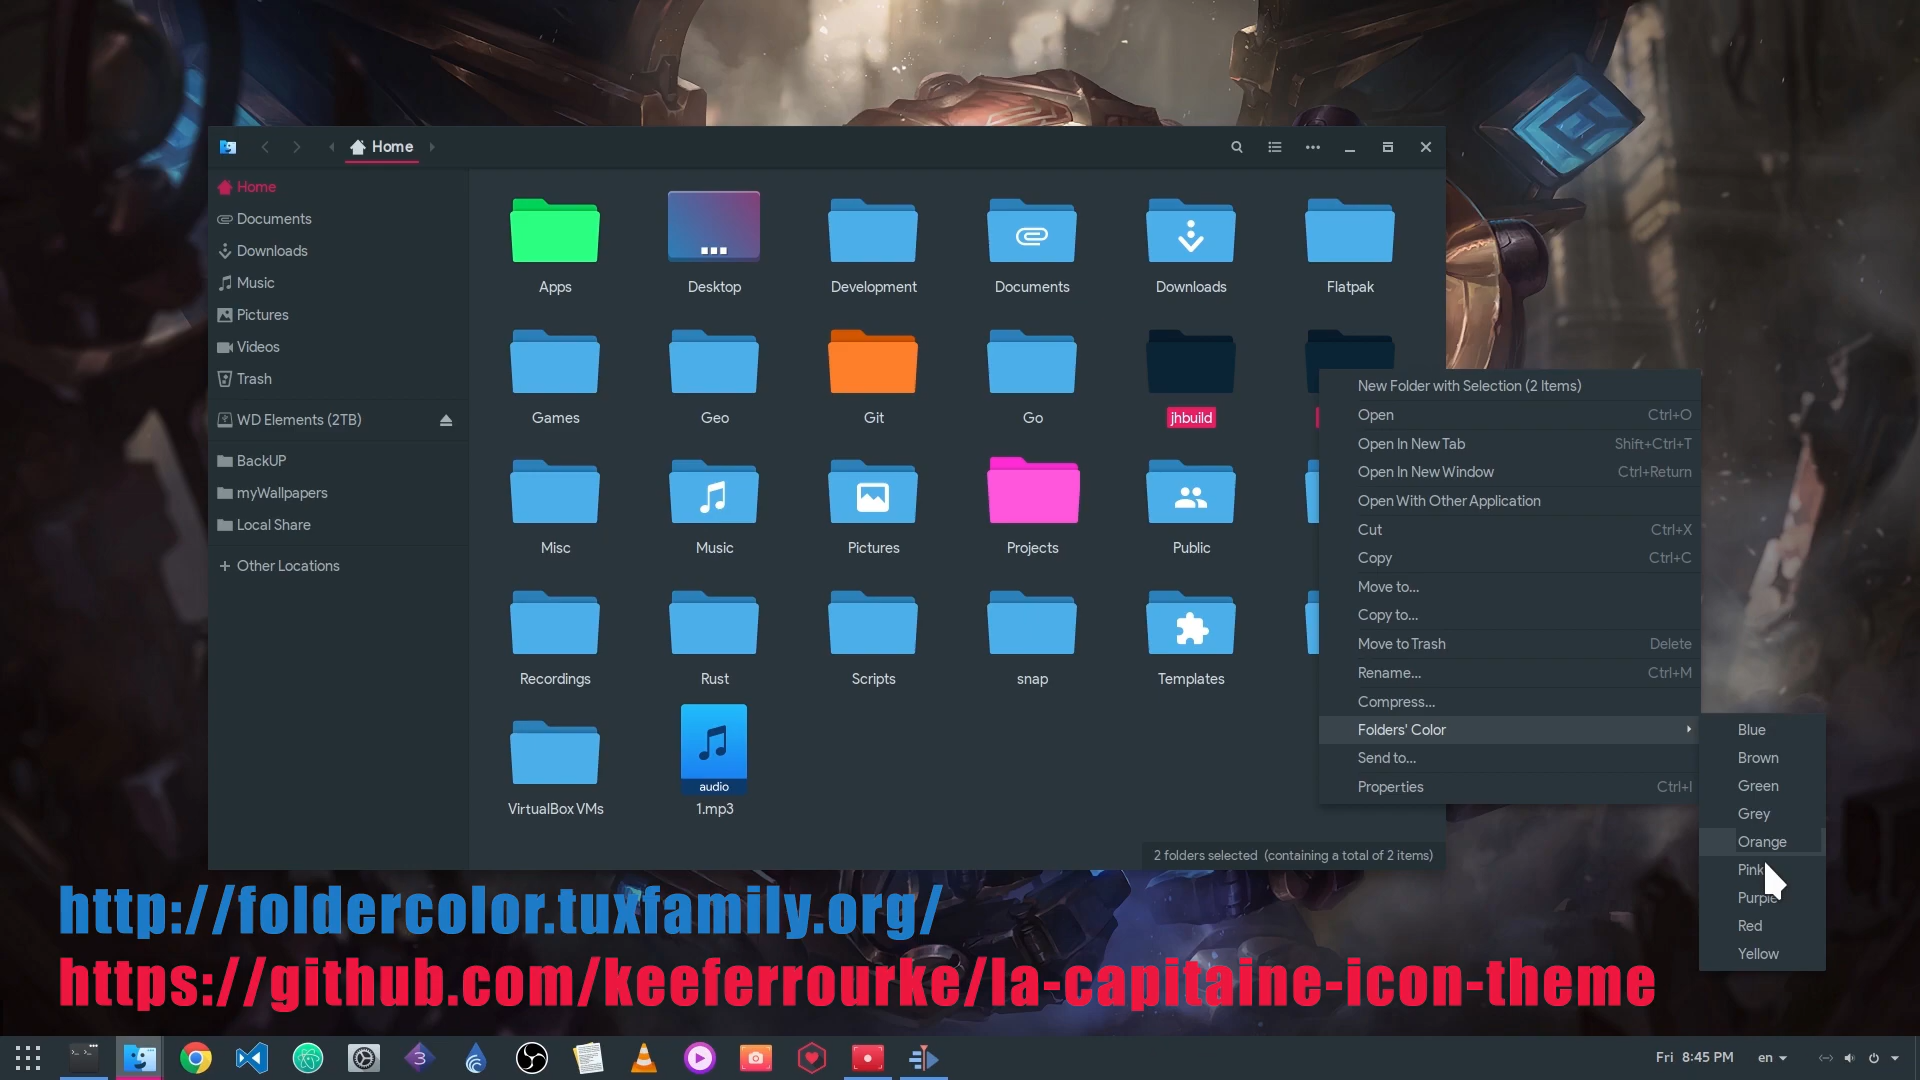 Home
Home
Documents
Downloads
Music
Pictures
Videos
Trash
WD Elements (2TB)
BackUP
myWallpapers
Local Share
+ Other Locations
Apps
Desktop
Development
Documents
Downloads
Flatpak
Games
Geo
Git
Go
jhbuild
Misc
Music
Pictures
Projects
Public
Recordings
Rust
Scripts
snap
Templates
VirtualBox VMs
audio
1.mp3
New Folder with Selection (2 Items)
Open Ctrl+O
Open In New Tab Shift+Ctrl+T
Open In New Window Ctrl+Return
Open With Other Application
Cut Ctrl+X
Copy Ctrl+C
Move to...
Copy to...
Move to Trash Delete
Rename... Ctrl+M
Compress...
Folders' Color
Send to...
Properties Ctrl+I
Blue
Brown
Green
Grey
Orange
Pink
Purple
Red
Yellow
2 folders selected (containing a total of 2 items)
http://foldercolor.tuxfamily.org/
https://github.com/keeferrourke/la-capitaine-icon-theme
3
Fri 8:45 PM
en